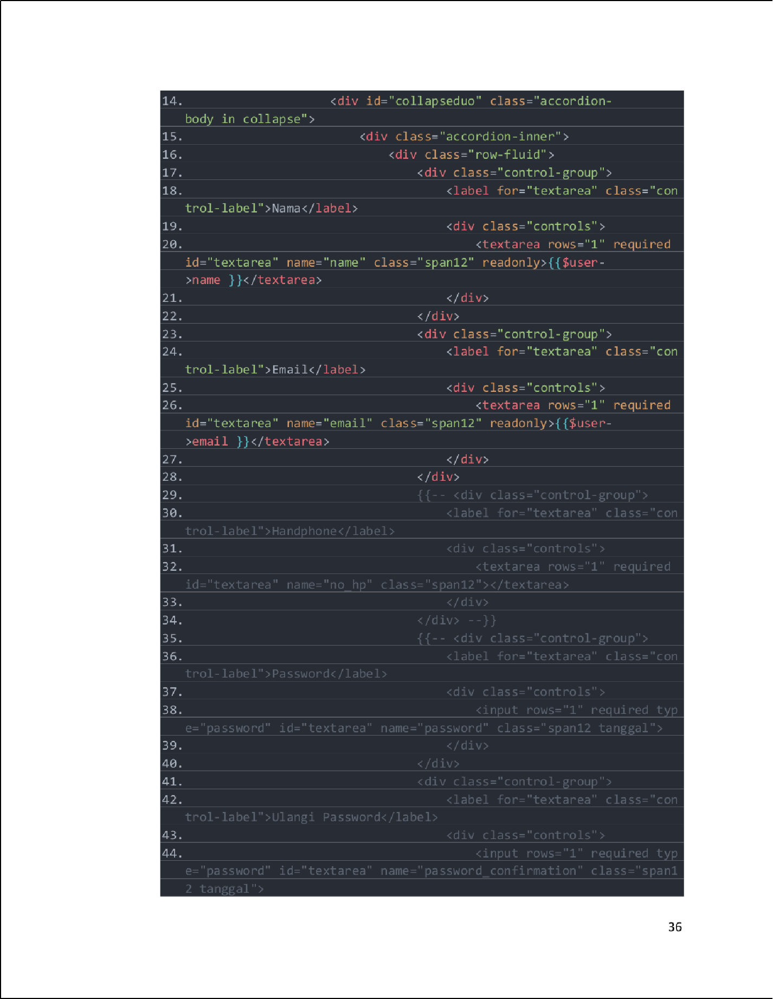 14.                    <div id="collapseduo" class="accordion-
body in collapse">
15.                        <div class="accordion-inner">
16.                            <div class="row-fluid">
17.                                <div class="control-group">
18.                                    <label for="textarea" class="con
trol-label">Nama</label>
19.                                    <div class="controls">
20.                                        <textarea rows="1" required
id="textarea" name="name" class="span12" readonly>{{$user-
>name }}</textarea>
21.                                    </div>
22.                                </div>
23.                                <div class="control-group">
24.                                    <label for="textarea" class="con
trol-label">Email</label>
25.                                    <div class="controls">
26.                                        <textarea rows="1" required
id="textarea" name="email" class="span12" readonly>{{$user-
>email }}</textarea>
27.                                    </div>
28.                                </div>
29.                                {{-- <div class="control-group">
30.                                    <label for="textarea" class="con
trol-label">Handphone</label>
31.                                    <div class="controls">
32.                                        <textarea rows="1" required
id="textarea" name="no_hp" class="span12"></textarea>
33.                                    </div>
34.                                </div> --}}
35.                                {{-- <div class="control-group">
36.                                    <label for="textarea" class="con
trol-label">Password</label>
37.                                    <div class="controls">
38.                                        <input rows="1" required typ
e="password" id="textarea" name="password" class="span12 tanggal">
39.                                    </div>
40.                                </div>
41.                                <div class="control-group">
42.                                    <label for="textarea" class="con
trol-label">Ulangi Password</label>
43.                                    <div class="controls">
44.                                        <input rows="1" required typ
e="password" id="textarea" name="password_confirmation" class="span1
2 tanggal">
36